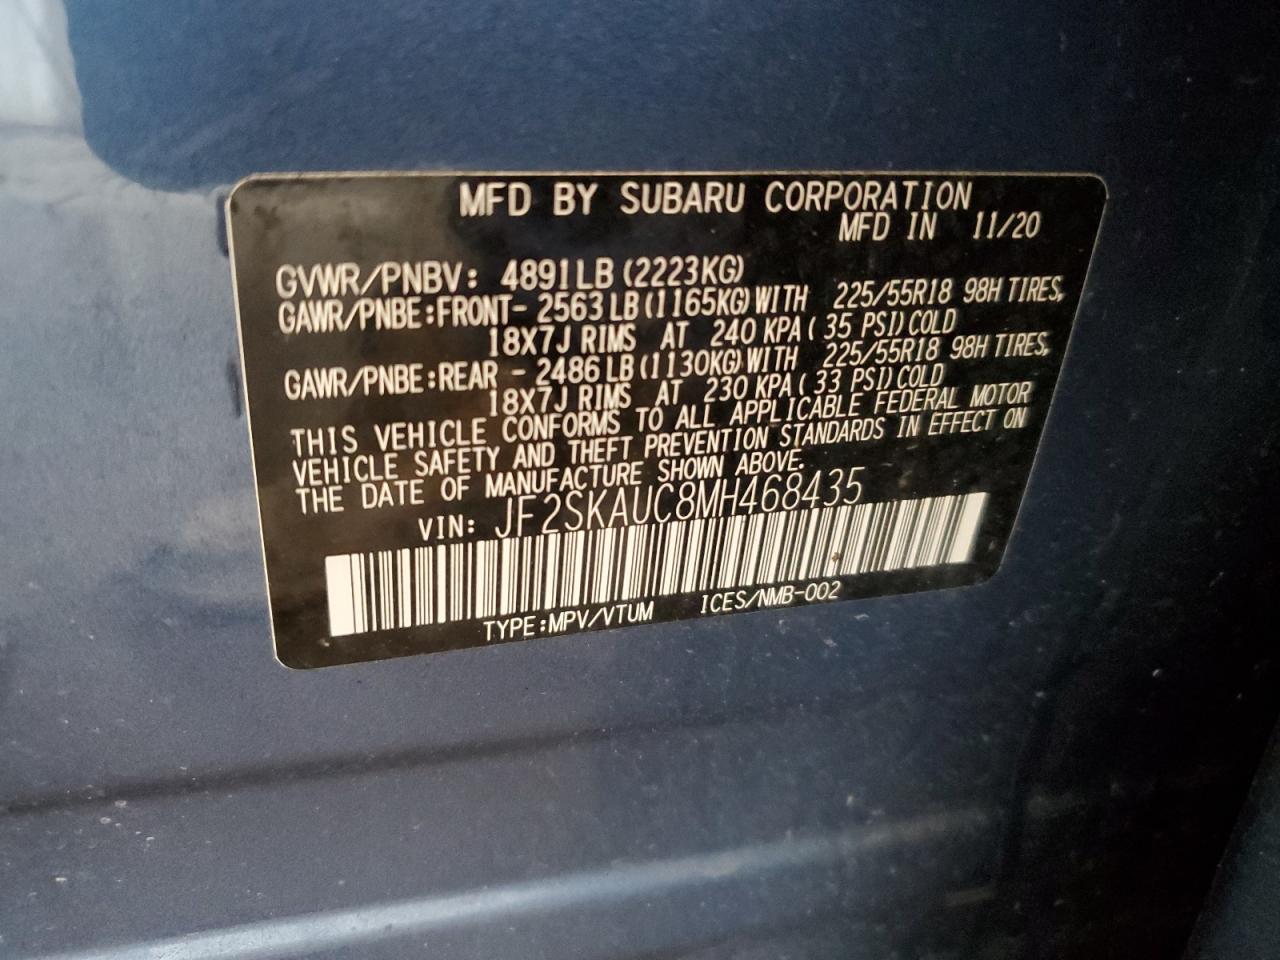 MFD BY SUBARU CORPORATION
MFD IN 11/20
GVWR/PNBV: 4891LB (2223KG)
GAWR/PNBE:FRONT- 2563 LB (1165KG) WITH 225/55R18 98H TIRES,
18X7J RIMS AT 240 KPA ( 35 PSI) COLD
GAWR/PNBE:REAR - 2486 LB (1130KG) WITH 225/55R18 98H TIRES,
18X7J RIMS AT 230 KPA ( 33 PSI) COLD
THIS VEHICLE CONFORMS TO ALL APPLICABLE FEDERAL MOTOR
VEHICLE SAFETY AND THEFT PREVENTION STANDARDS IN EFFECT ON
THE DATE OF MANUFACTURE SHOWN ABOVE.
VIN: JF2SKAUC8MH468435
TYPE:MPV/VTUM ICES/NMB-002